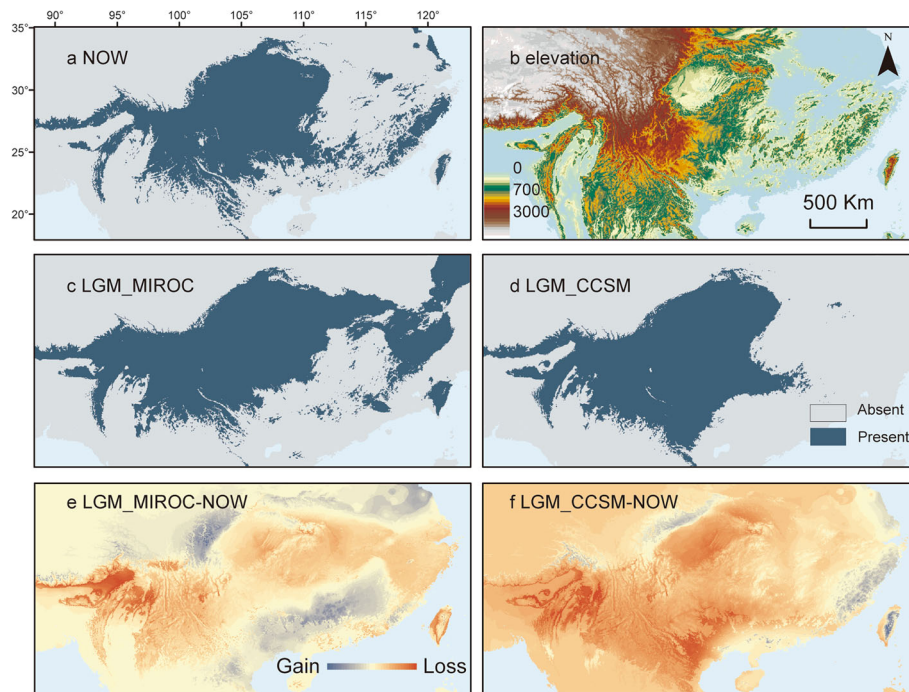 90° 95° 100° 105° 110° 115° 120°
35°
30°
25°
20°
a NOW
b elevation
N
0
700
3000
500 Km
c LGM_MIROC
d LGM_CCSM
Absent
Present
e LGM_MIROC-NOW
Gain Loss
f LGM_CCSM-NOW